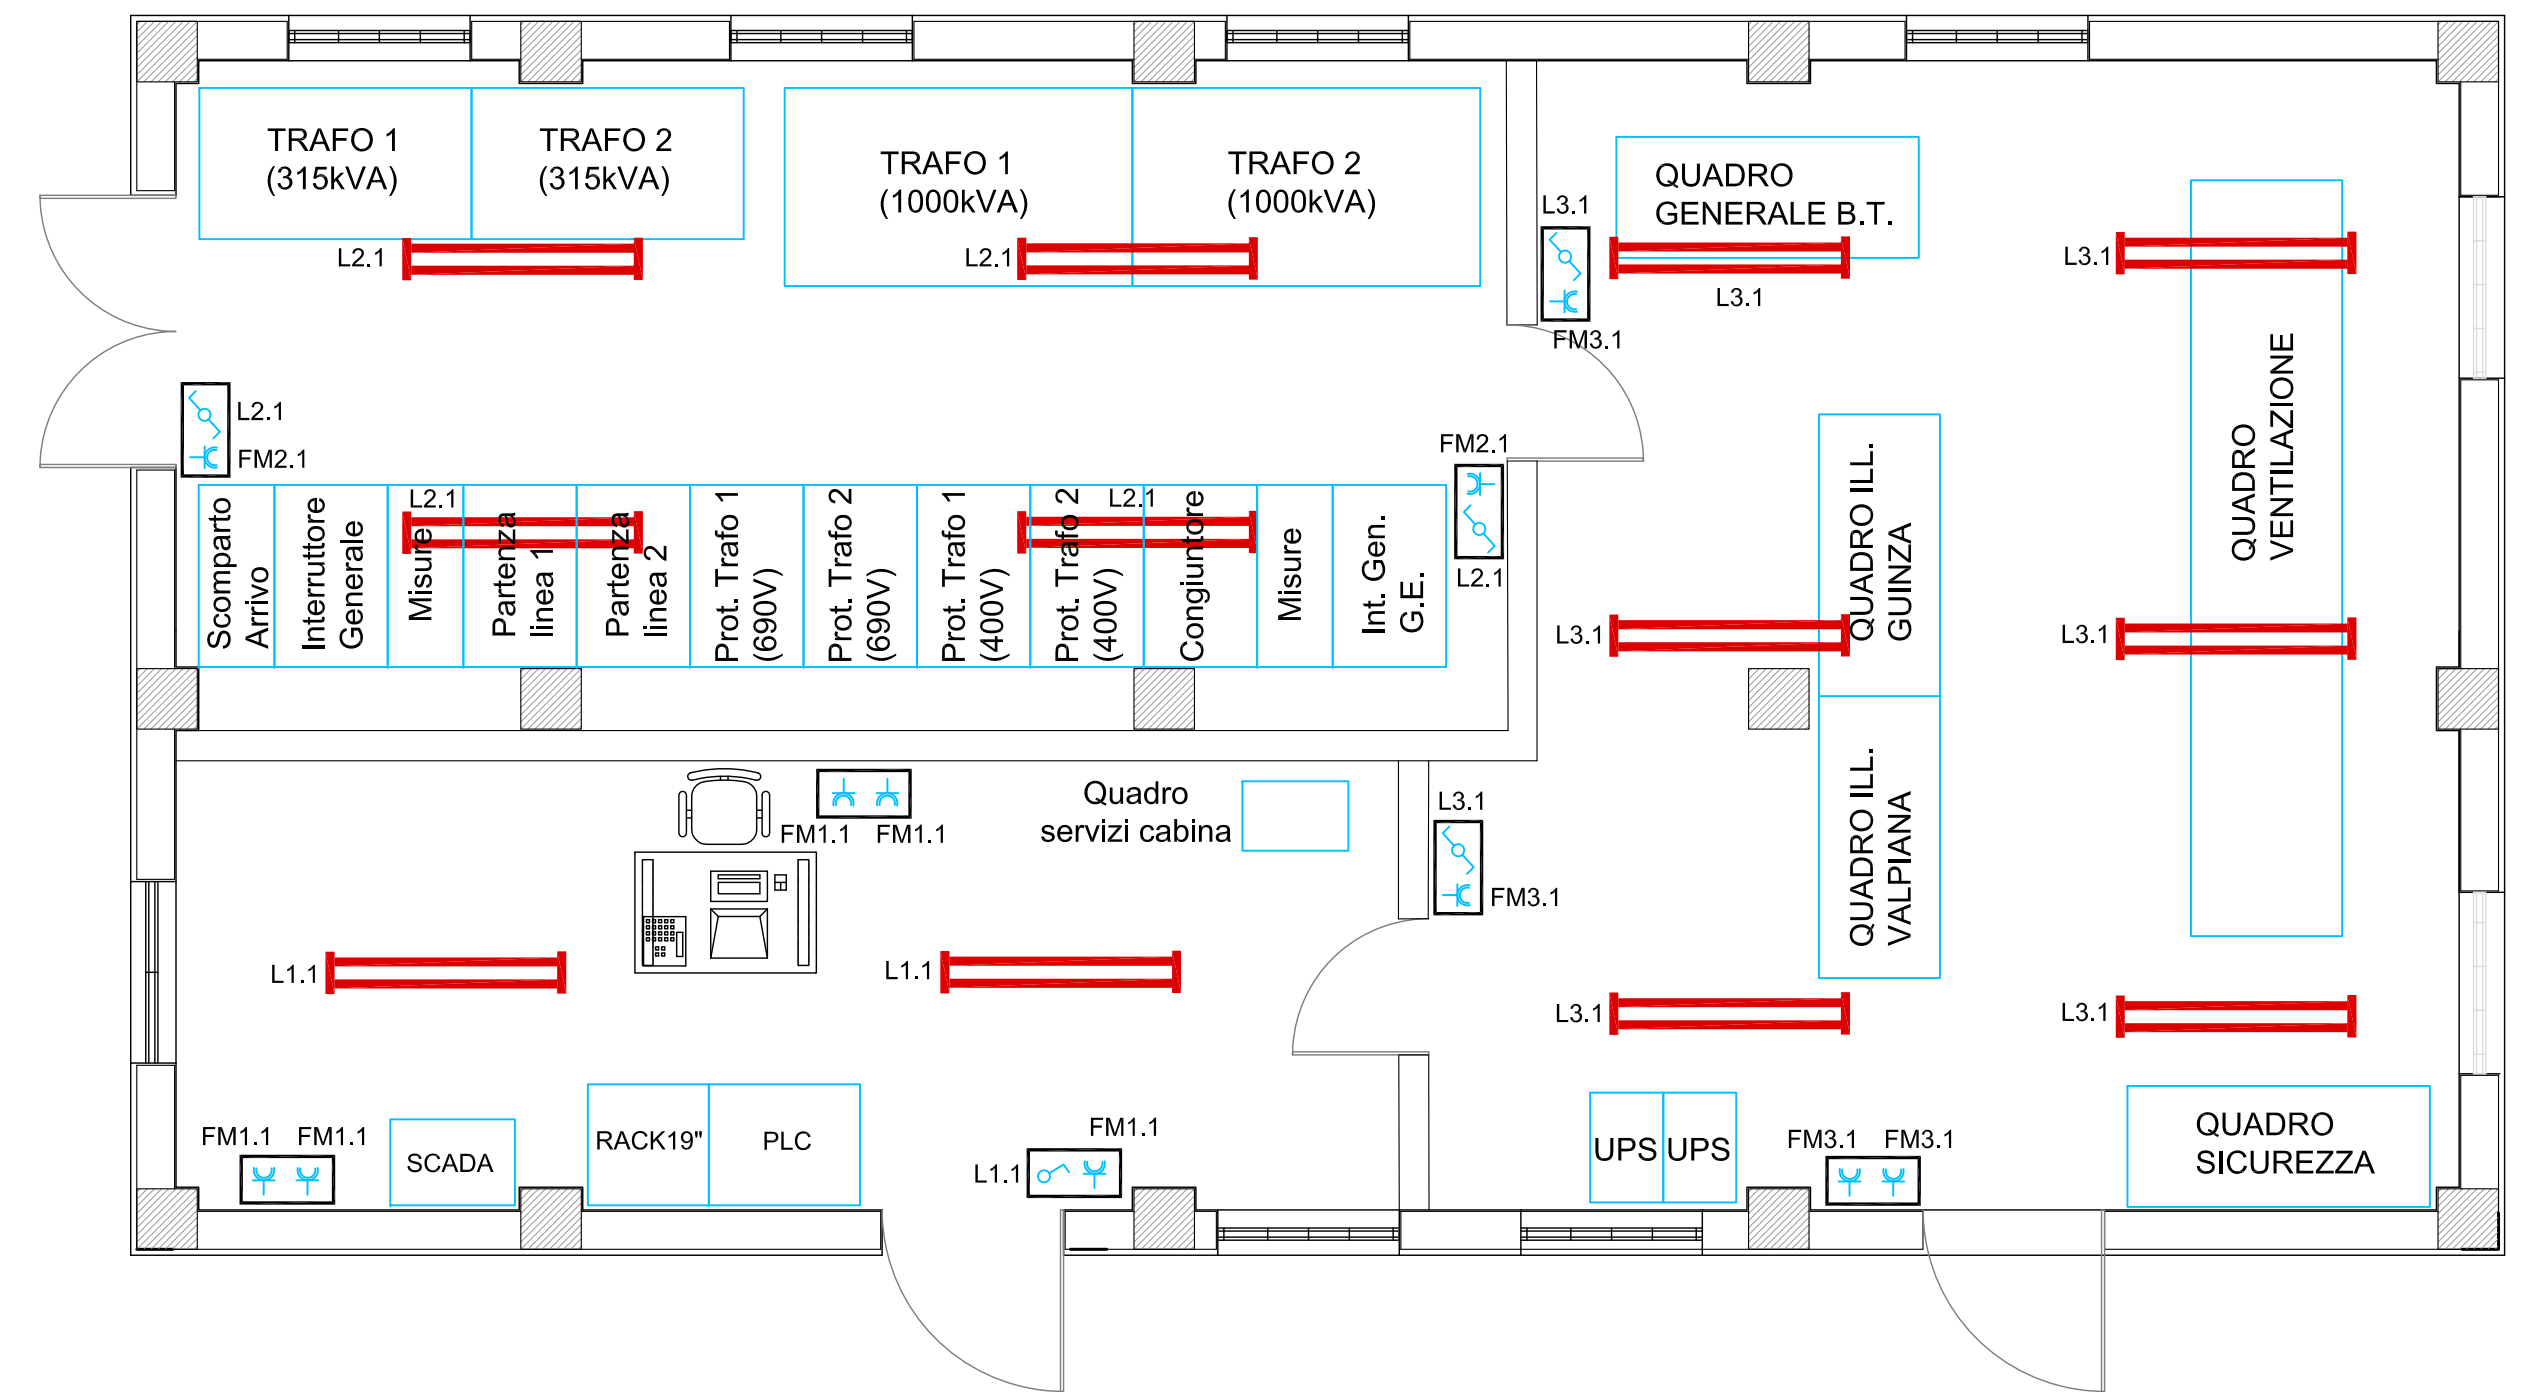 TRAFO 1
(315kVA)
TRAFO 2
(315kVA)
TRAFO 1
(1000kVA)
TRAFO 2
(1000kVA)
QUADRO
GENERALE B.T.
L3.1
L2.1
L2.1
L3.1
L3.1
FM3.1
QUADRO
VENTILAZIONE
L2.1
FM2.1
FM2.1
L2.1
L2.1
L2.1
Scomparto
Arrivo
Interruttore
Generale
Misure
Partenza
linea 1
Partenza
linea 2
Prot. Trafo 1
(690V)
Prot. Trafo 2
(690V)
Prot. Trafo 1
(400V)
Prot. Trafo 2
(400V)
Congiuntore
Misure
Int. Gen.
G.E.
QUADRO ILL.
GUINZA
L3.1
L3.1
QUADRO ILL.
VALPIANA
Quadro
servizi cabina
FM1.1
FM1.1
L3.1
FM3.1
L1.1
L1.1
L3.1
L3.1
FM1.1
FM1.1
SCADA
RACK19"
PLC
FM1.1
L1.1
UPS
UPS
FM3.1
FM3.1
QUADRO
SICUREZZA